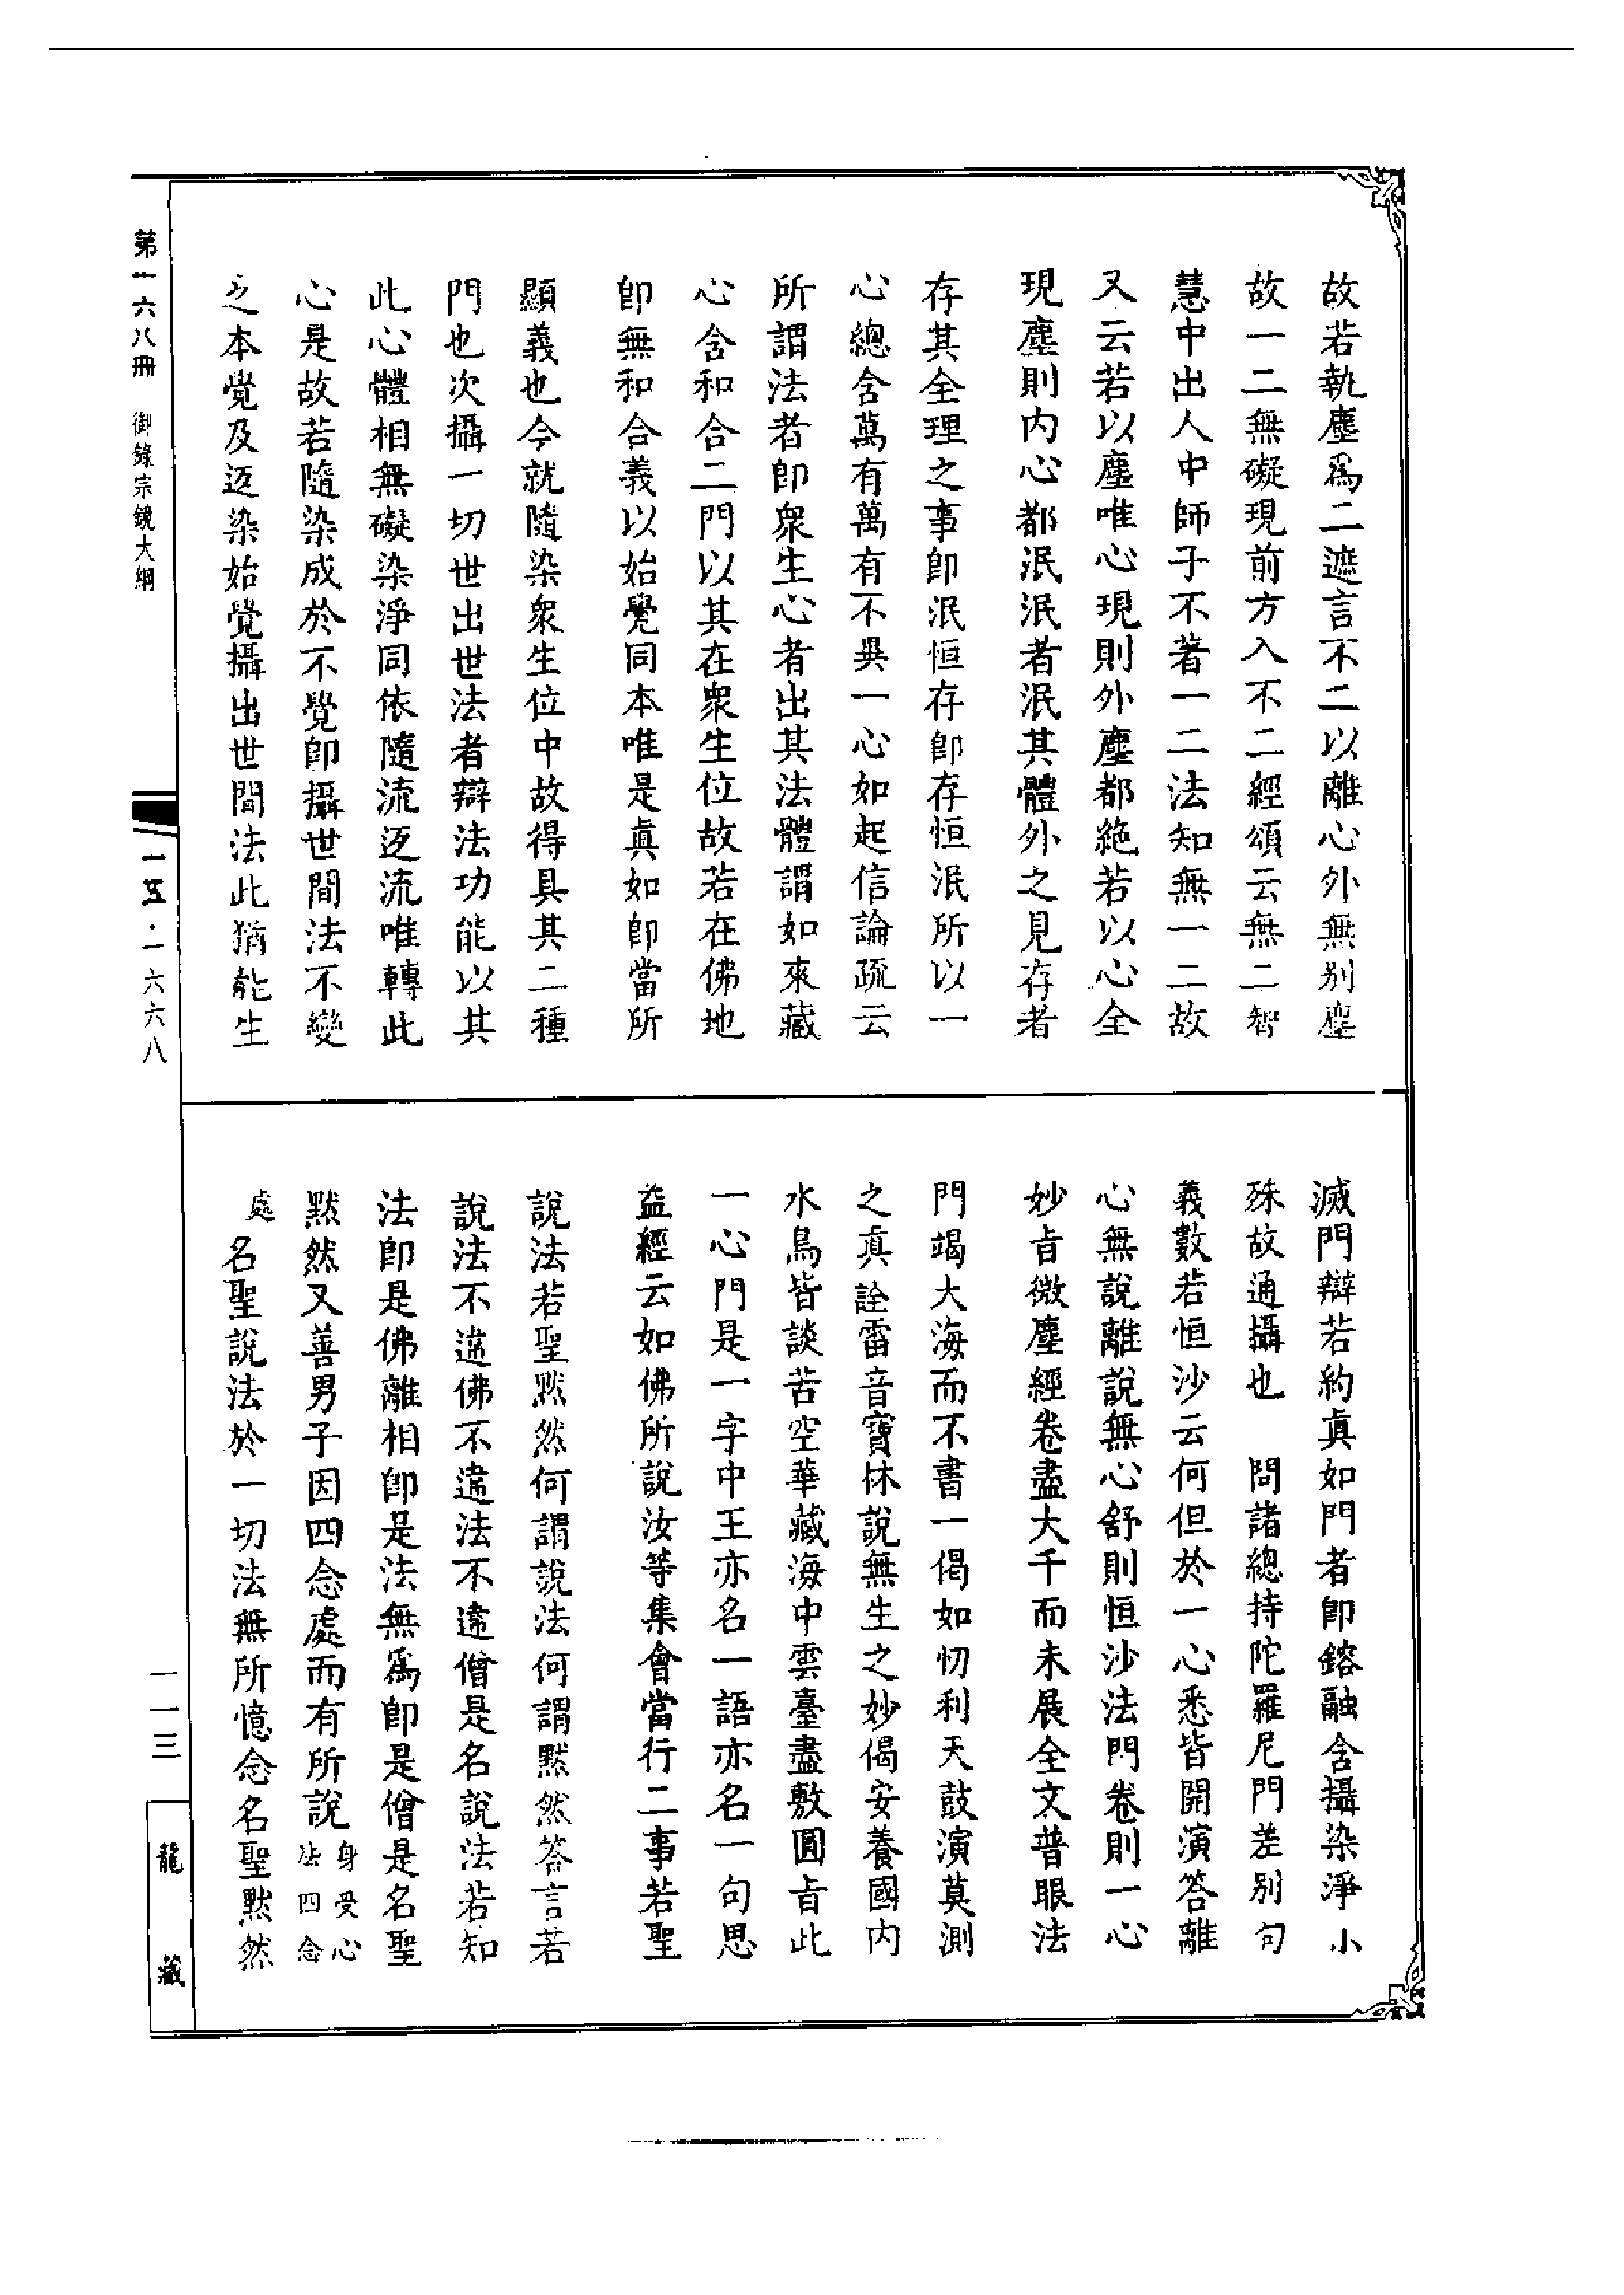 故若執塵爲二遮言不二以離心外無别塵
故一二無礙現前方入不二經頌云無二智
慧中出人中師子不著一二法知無一二故
又云若以塵唯心現則外塵都絶若以心全
現塵則内心都泯泯者泯其體外之見存者
存其全理之事卽泯恒存卽存恒泯所以一
心總含萬有萬有不異一心如起信論疏云
所謂法者卽衆生心者出其法體謂如來藏
心含和合二門以其在衆生位故若在佛地
卽無和合義以始覺同本唯是真如卽當所
顯義也今就隨染衆生位中故得具其二種
門也次攝一切世出世法者辯法功能以其
此心體相無礙染淨同依隨流返流唯轉此
心是故若隨染成於不覺卽攝世間法不變
之本覺及返染始覺攝出世間法此猶能生
滅門辯若約真如門者卽鎔融含攝染淨小
殊故通攝也　問諸總持陀羅尼門差别句
義數若恒沙云何但於一心悉皆開演答離
心無說離說無心舒則恒沙法門卷則一心
妙旨微塵經卷盡大千而未展全文普眼法
門竭大海而不書一偈如忉利天鼓演莫測
之真詮雷音寶林說無生之妙偈安養國内
水鳥皆談苦空華藏海中雲臺盡敷圓旨此
一心門是一字中王亦名一語亦名一句思
益經云如佛所說汝等集會當行二事若聖
說法若聖默然何謂說法何謂默然答言若
說法不違佛不違法不違僧是名說法若知
法卽是佛離相卽是法無爲卽是僧是名聖
默然又善男子因四念處而有所說身受心法四念
處名聖說法於一切法無所憶念名聖默然
第一六八冊　御錄宗鏡大綱
一五·一六六八
一一三
龍藏